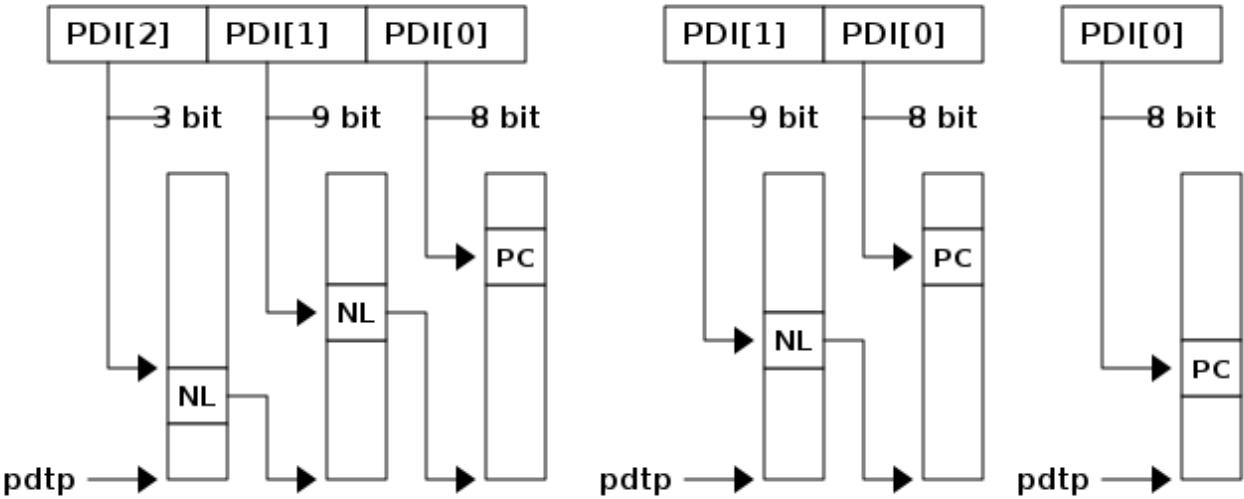 PDI[2] PDI[1] PDI[0] PDI[1] PDI[0] PDI[0]
3 bit 9 bit 8 bit 9 bit 8 bit 8 bit
PC PC
NL
NL
PC
NL
pdtp pdtp pdtp